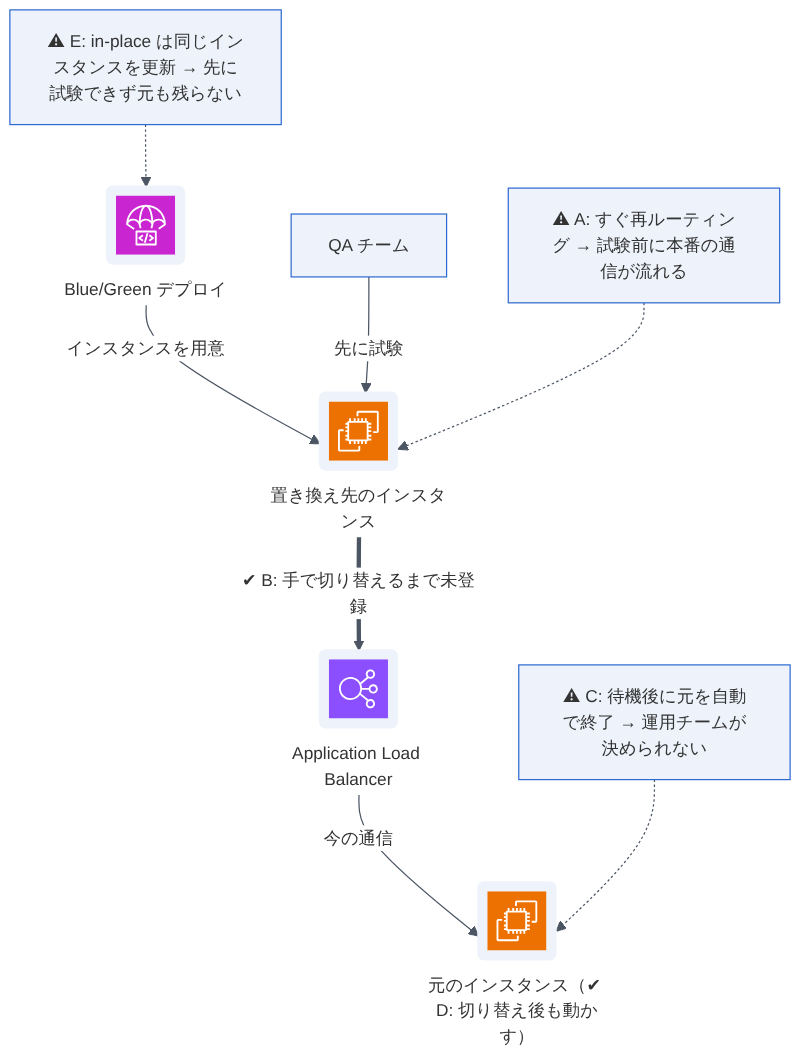 ⚠ E: in-place は同じイン
スタンスを更新 → 先に
試験できず元も残らない
⚠ A: すぐ再ルーティン
グ → 試験前に本番の通
信が流れる
QA チーム
Blue/Green デプロイ
インスタンスを用意
先に試験
置き換え先のインスタ
ンス
✔ B: 手で切り替えるまで未登
録
⚠ C: 待機後に元を自動
で終了 → 運用チームが
決められない
Application Load
Balancer
今の通信
元のインスタンス（✔
D: 切り替え後も動か
す）